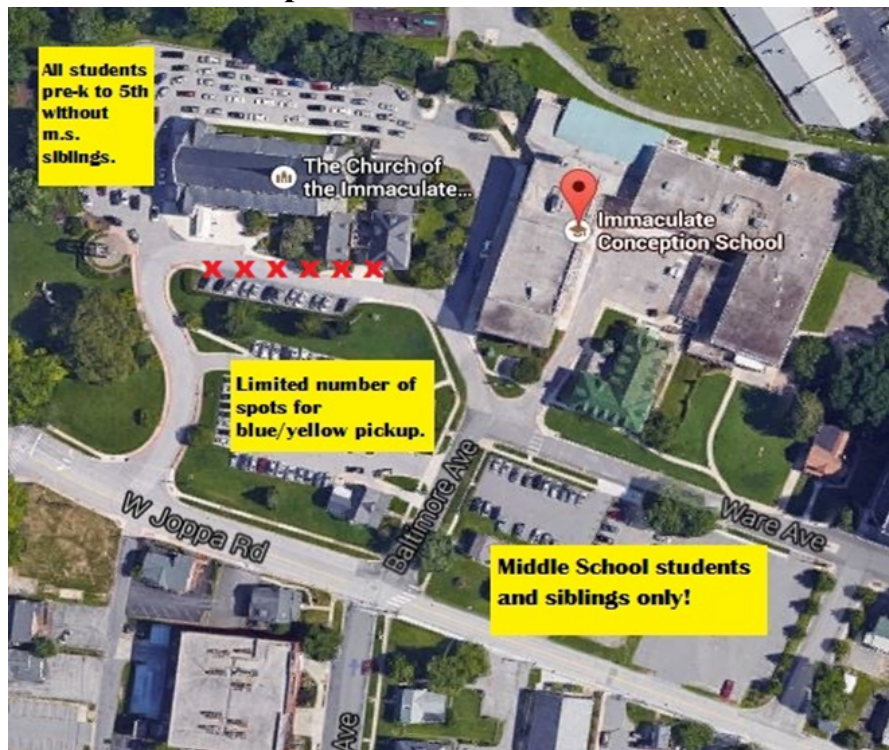 All students
pre-k to 5th
without
m.s.
siblings.
The Church of
the Immaculate...
Immaculate
Conception School
X X X X X X
Limited number of
spots for
blue/yellow pickup.
Baltimore Ave
W Joppa Rd
Ware Ave
Middle School students
and siblings only!
Ave